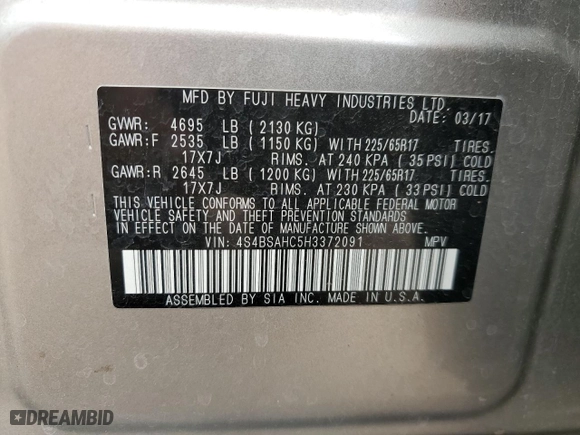 MFD BY FUJI HEAVY INDUSTRIES LTD.
DATE: 03/17
GVWR: 4695 LB ( 2130 KG)
GAWR:F 2535 LB ( 1150 KG) WITH 225/65R17 TIRES.
17X7J RIMS. AT 240 KPA ( 35 PSI) COLD
GAWR:R 2645 LB ( 1200 KG) WITH 225/65R17 TIRES.
17X7J RIMS. AT 230 KPA ( 33 PSI) COLD
THIS VEHICLE CONFORMS TO ALL APPLICABLE FEDERAL MOTOR
VEHICLE SAFETY AND THEFT PREVENTION STANDARDS
IN EFFECT ON THE DATE OF MANUFACTURE SHOWN ABOVE.
VIN: 4S4BSAHC5H3372091 MPV
ASSEMBLED BY SIA INC. MADE IN U.S.A.
DREAMBID